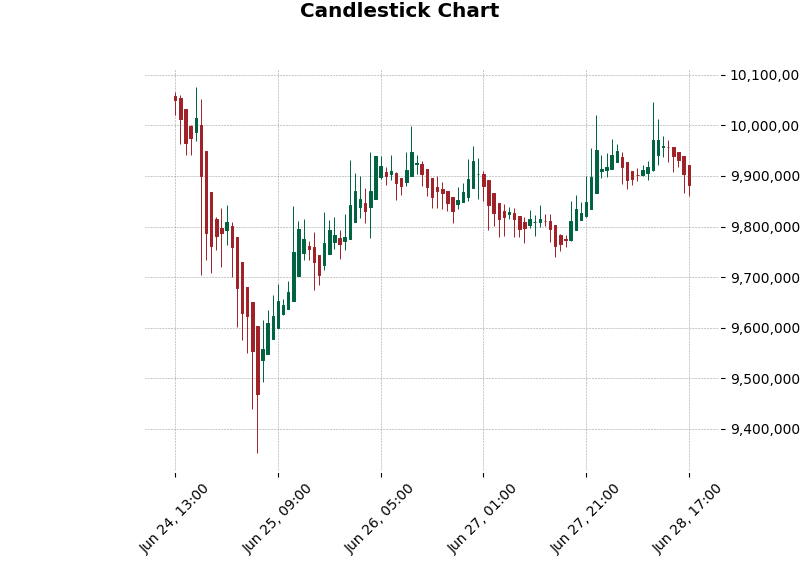 Candlestick Chart
10,100,00
10,000,00
9,900,000
9,800,000
9,700,000
9,600,000
9,500,000
9,400,000
Jun 24, 13:00
Jun 25, 09:00
Jun 26, 05:00
Jun 27, 01:00
Jun 27, 21:00
Jun 28, 17:00